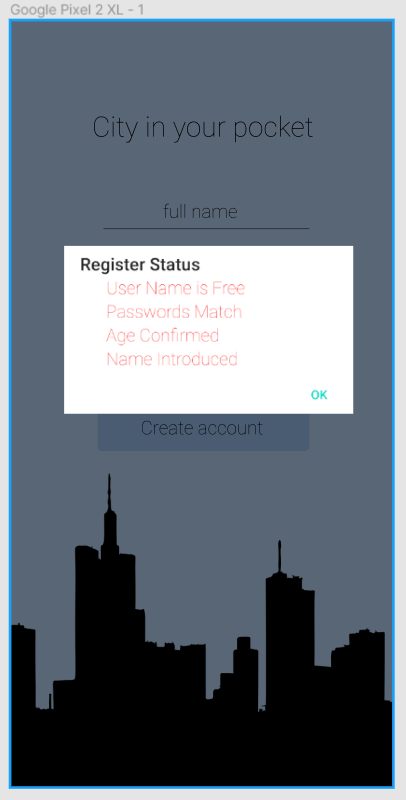 Google Pixel 2 XL - 1
City in your pocket
full name
Register Status
User Name is Free
Passwords Match
Age Confirmed
Name Introduced
OK
Create account